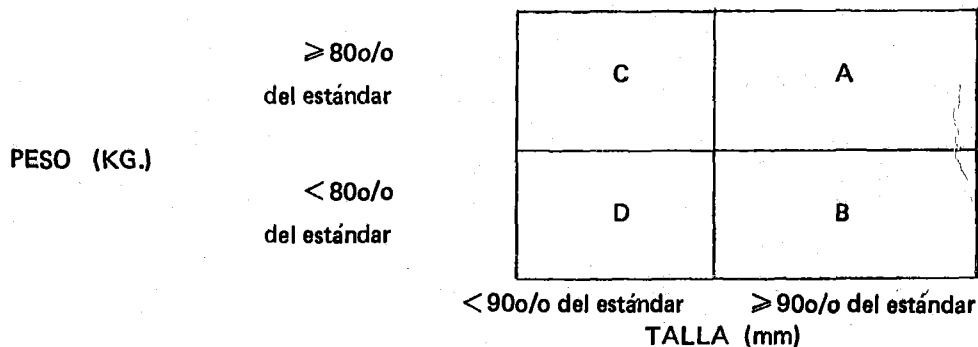 ≥ 80o/o
del estándar
C A
PESO (KG.)
< 80o/o
del estándar
D B
< 90o/o del estándar ≥ 90o/o del estándar
TALLA (mm)